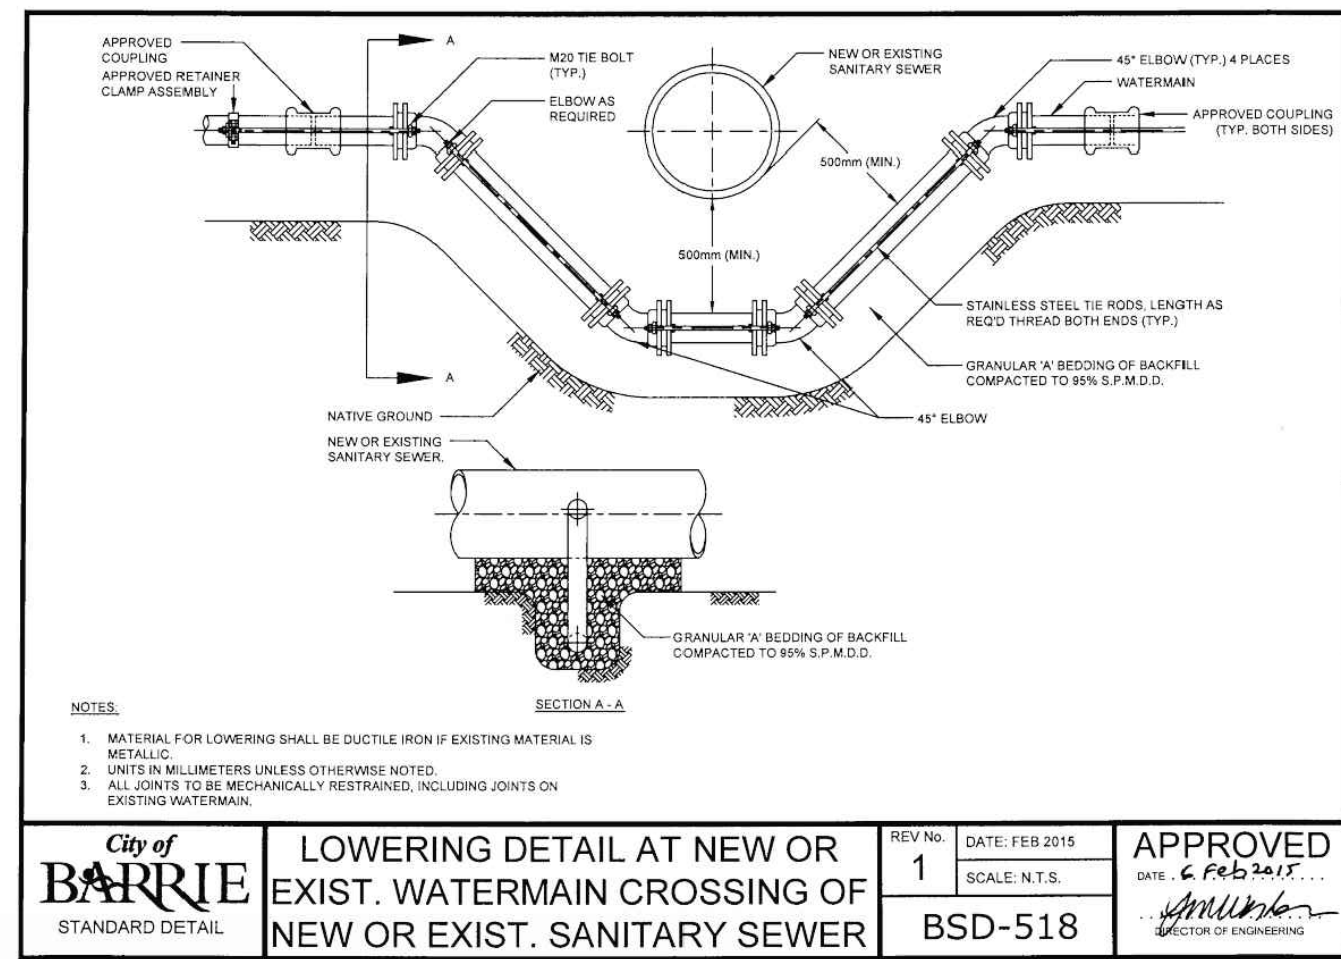 APPROVED
COUPLING
APPROVED RETAINER
CLAMP ASSEMBLY
A
M20 TIE BOLT
(TYP.)
ELBOW AS
REQUIRED
NEW OR EXISTING
SANITARY SEWER
45° ELBOW (TYP.) 4 PLACES
WATERMAIN
APPROVED COUPLING
(TYP. BOTH SIDES)
500mm (MIN.)
500mm (MIN.)
STAINLESS STEEL TIE RODS, LENGTH AS
REQ'D THREAD BOTH ENDS (TYP.)
GRANULAR 'A' BEDDING OF BACKFILL
COMPACTED TO 95% S.P.M.D.D.
A
45° ELBOW
NATIVE GROUND
NEW OR EXISTING
SANITARY SEWER.
GRANULAR 'A' BEDDING OF BACKFILL
COMPACTED TO 95% S.P.M.D.D.
SECTION A - A
NOTES:
1. MATERIAL FOR LOWERING SHALL BE DUCTILE IRON IF EXISTING MATERIAL IS
METALLIC.
2. UNITS IN MILLIMETERS UNLESS OTHERWISE NOTED.
3. ALL JOINTS TO BE MECHANICALLY RESTRAINED, INCLUDING JOINTS ON
EXISTING WATERMAIN.
City of
BARRIE
STANDARD DETAIL
LOWERING DETAIL AT NEW OR
EXIST. WATERMAIN CROSSING OF
NEW OR EXIST. SANITARY SEWER
REV No.
1
DATE: FEB 2015
SCALE: N.T.S.
BSD-518
APPROVED
DATE . 6 Feb 2015 ....
DIRECTOR OF ENGINEERING